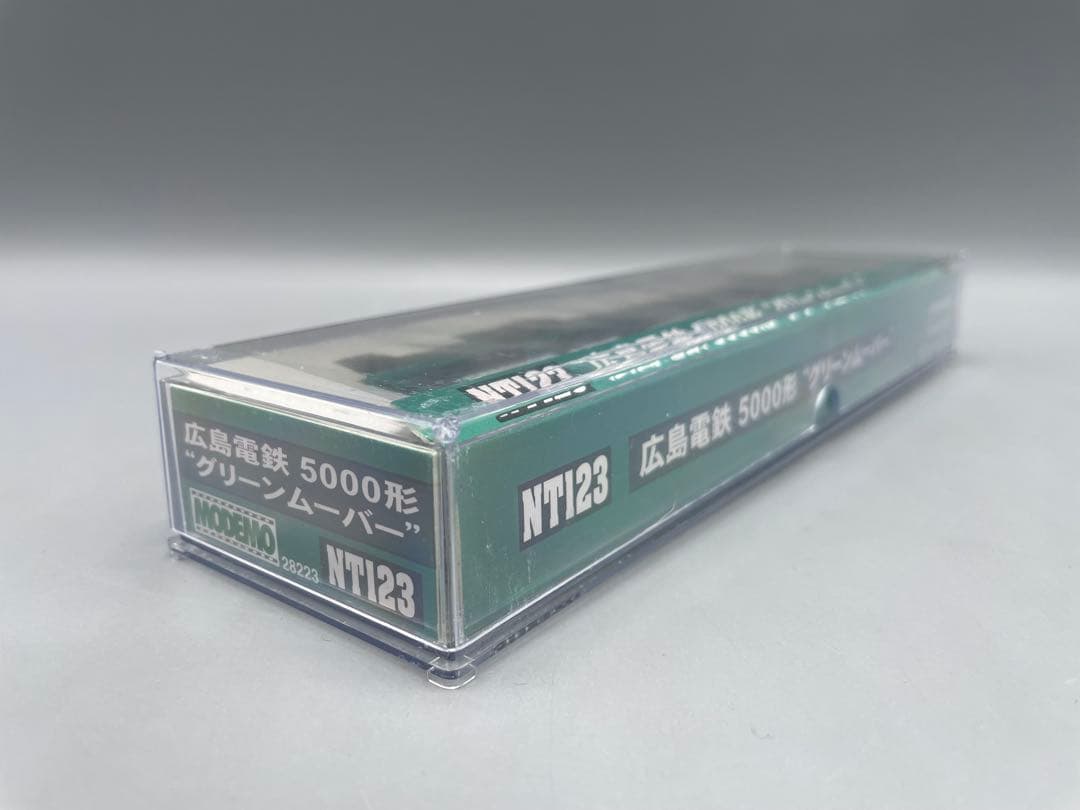 広島電鉄 5000形
“グリーンムーバー”
MODEMO
28223 NT123
NT123 広島電鉄 5000形 “グリーンムーバー”